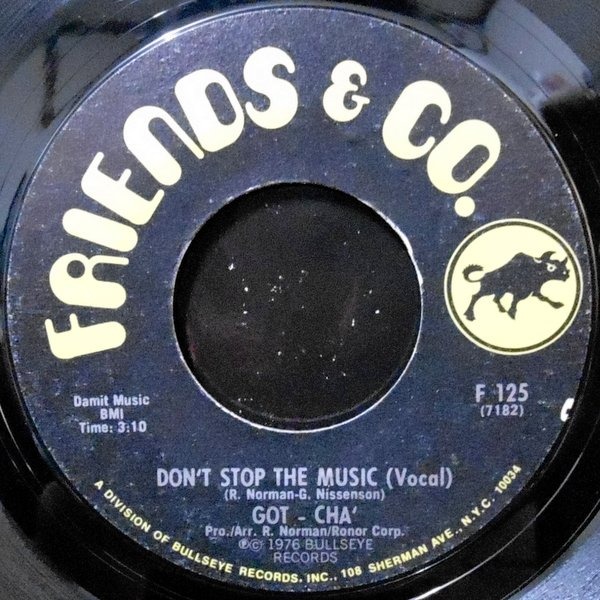 FRIENDS & CO.
Damit Music
BMI
Time: 3:10
F 125
(7182)
DON'T STOP THE MUSIC (Vocal)
(R. Norman-G. Nissenson)
GOT - CHA'
Pro./Arr. R. Norman/Ronor Corp.
℗© 1976 BULLSEYE
RECORDS
A DIVISION OF BULLSEYE RECORDS, INC., 108 SHERMAN AVE., N.Y.C. 10034